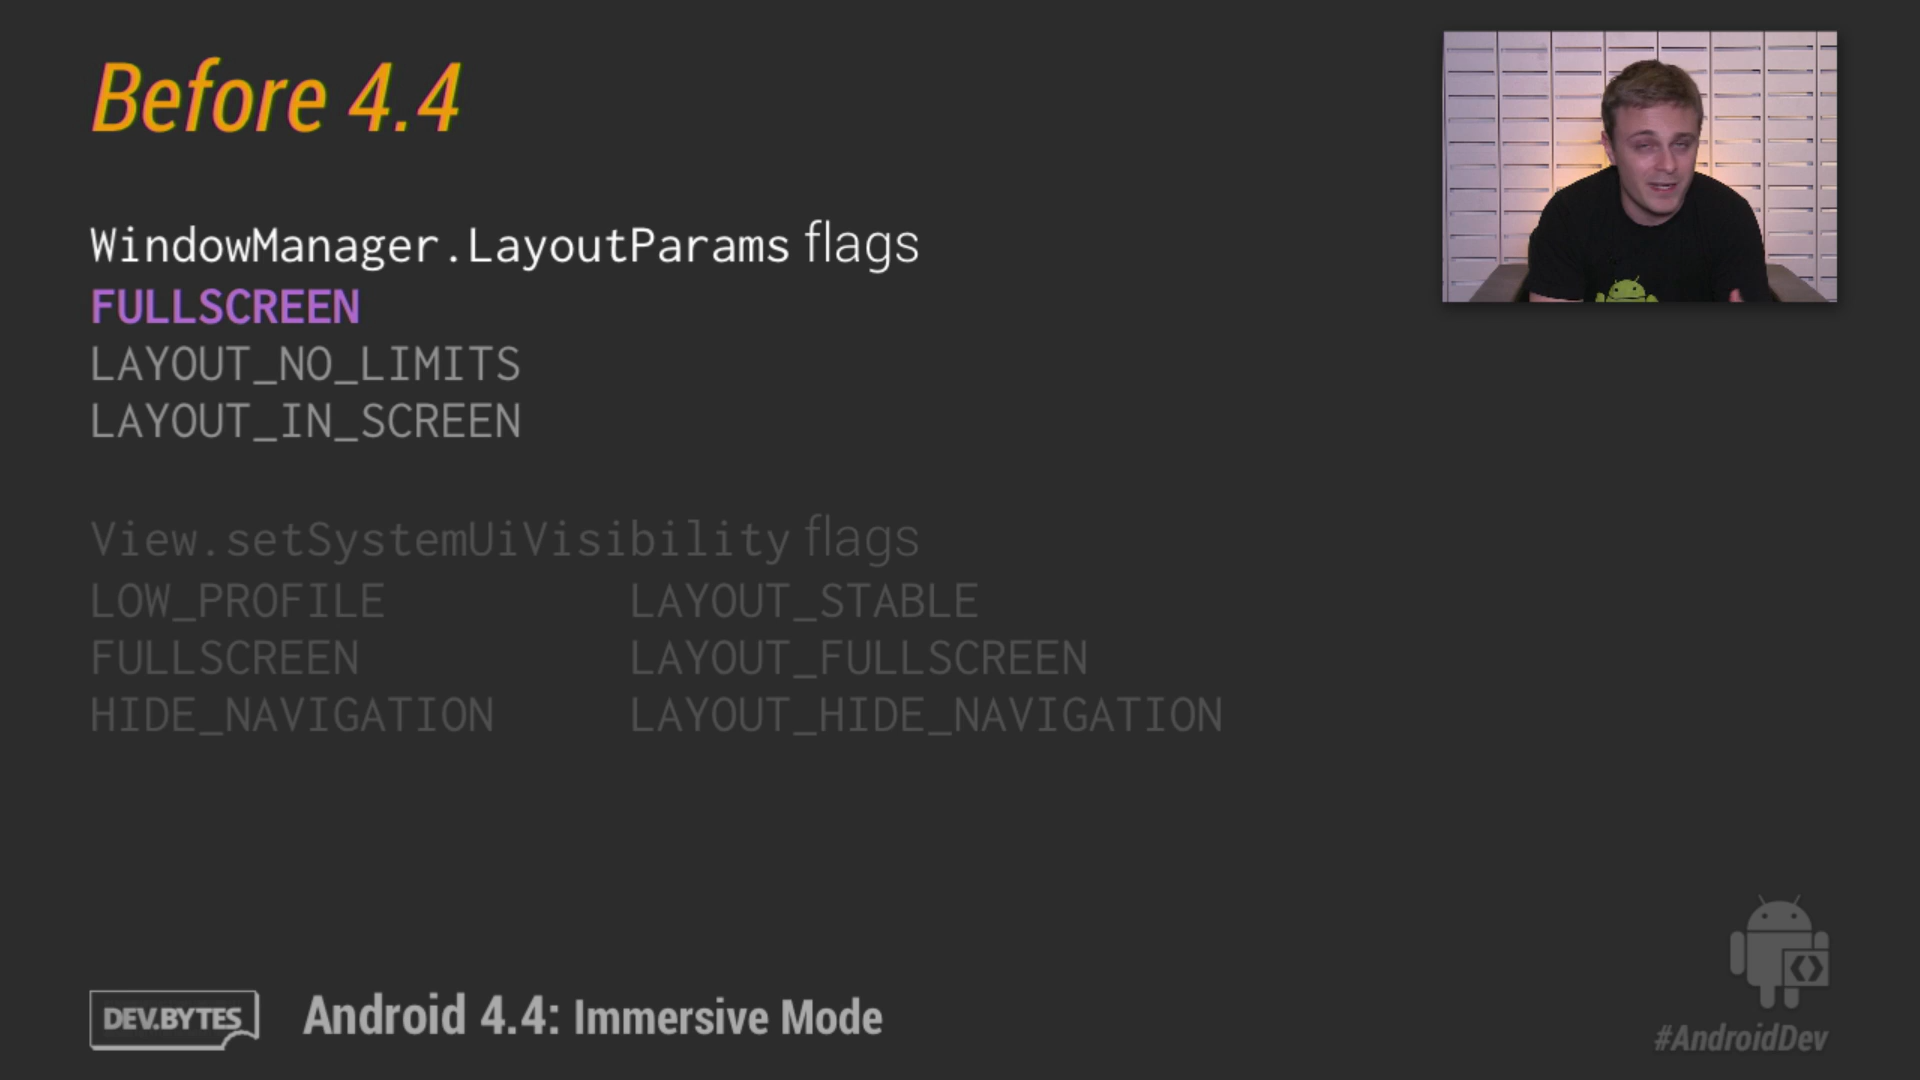 Before 4.4
WindowManager.LayoutParams flags
FULLSCREEN
LAYOUT_NO_LIMITS
LAYOUT_IN_SCREEN
View.setSystemUiVisibility flags
LOW_PROFILE LAYOUT_STABLE
FULLSCREEN LAYOUT_FULLSCREEN
HIDE_NAVIGATION LAYOUT_HIDE_NAVIGATION
DEV.BYTES Android 4.4: Immersive Mode
#AndroidDev